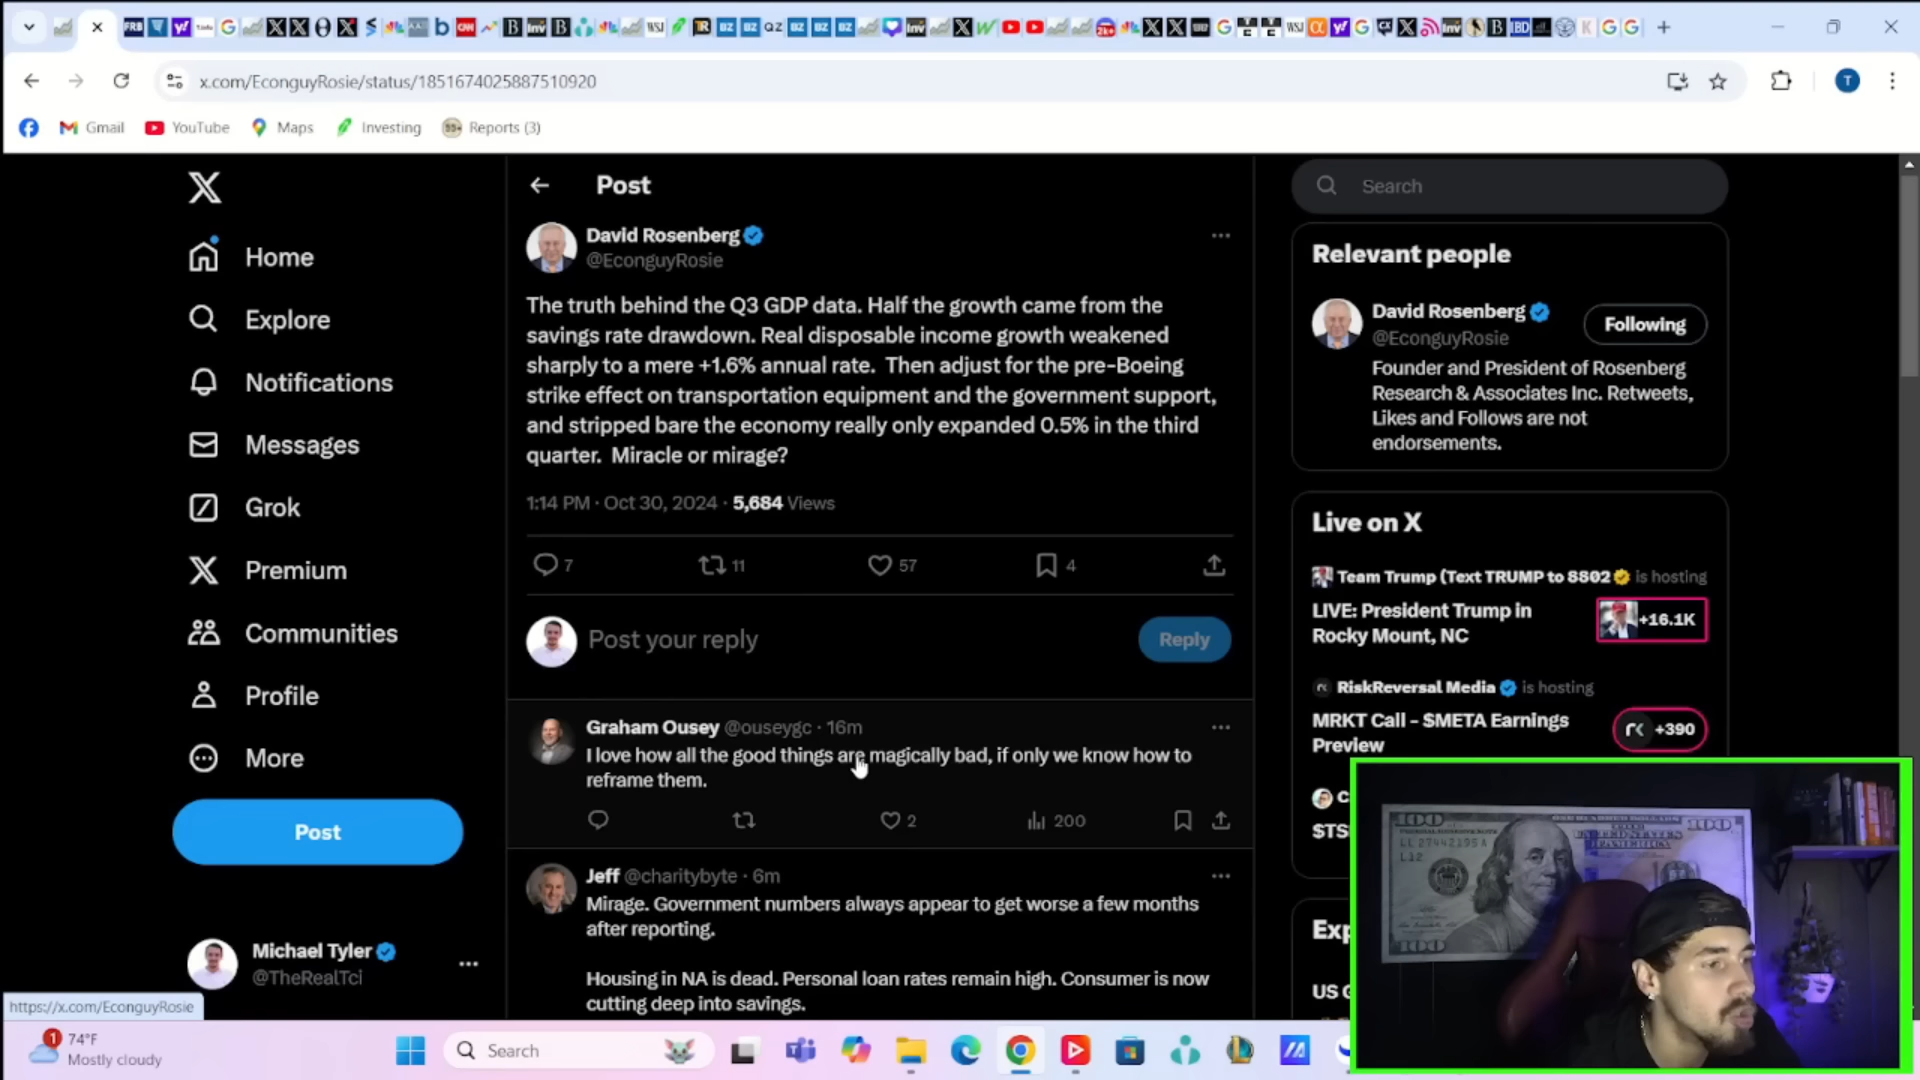 x.com/EconguyRosie/status/1851674025887510920
Gmail
YouTube
Maps
Investing
Reports (3)
Home
Explore
Notifications
Messages
Grok
Premium
Communities
Profile
More
Post
Michael Tyler
@TheRealTci
Post
David Rosenberg
@EconguyRosie
The truth behind the Q3 GDP data. Half the growth came from the
savings rate drawdown. Real disposable income growth weakened
sharply to a mere +1.6% annual rate. Then adjust for the pre-Boeing
strike effect on transportation equipment and the government support,
and stripped bare the economy really only expanded 0.5% in the third
quarter. Miracle or mirage?
1:14 PM · Oct 30, 2024 · 5,684 Views
7 11 57 4
Post your reply
Reply
Graham Ousey @ouseygc · 16m
I love how all the good things are magically bad, if only we know how to
reframe them.
2 200
Jeff @charitybyte · 6m
Mirage. Government numbers always appear to get worse a few months
after reporting.
Housing in NA is dead. Personal loan rates remain high. Consumer is now
cutting deep into savings.
Search
Relevant people
David Rosenberg
@EconguyRosie
Following
Founder and President of Rosenberg
Research & Associates Inc. Retweets,
Likes and Follows are not
endorsements.
Live on X
Team Trump (Text TRUMP to 8802 is hosting
LIVE: President Trump in
Rocky Mount, NC
+16.1K
RiskReversal Media is hosting
MRKT Call - $META Earnings
Preview
+390
C
$TS
Exp
US
https://x.com/EconguyRosie
1
74°F
Mostly cloudy
Search
100
100
100